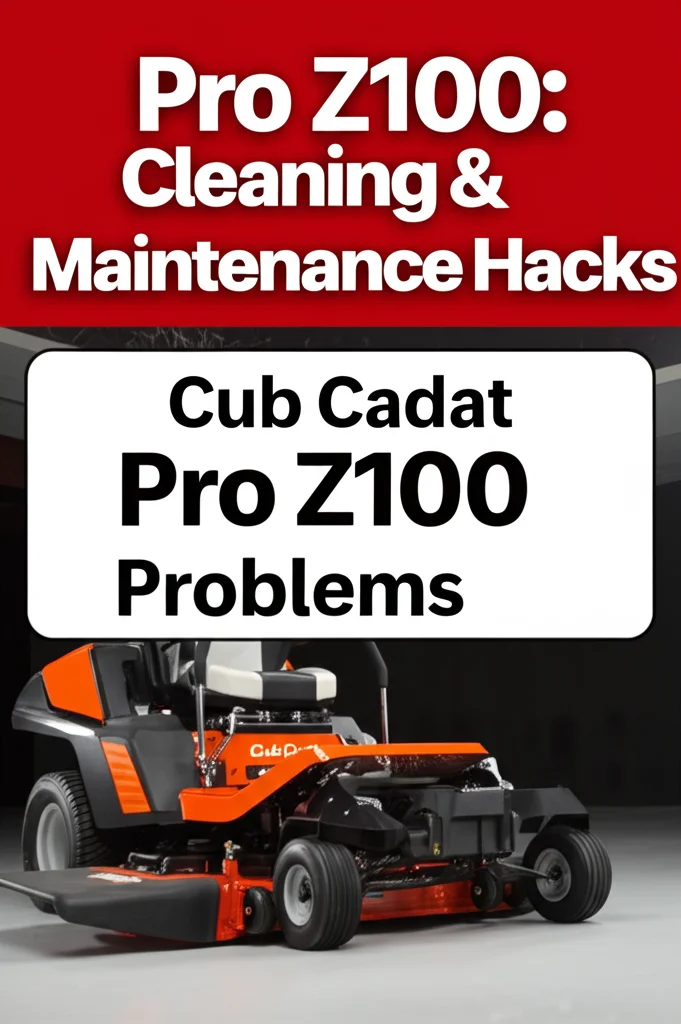 Pro Z100:
Cleaning &
Maintenance Hacks
Cub Cadat
Pro Z100
Problems